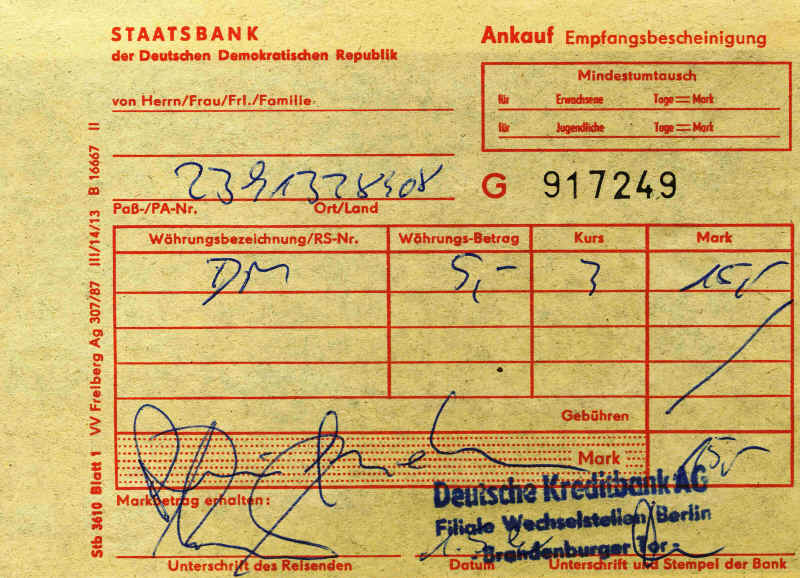 STAATSBANK
der Deutschen Demokratischen Republik
Ankauf Empfangsbescheinigung
Mindestumtausch
für Erwachsene Tage = Mark
für Jugendliche Tage = Mark
von Herrn/Frau/Frl./Familie
G 917249
Paß-/PA-Nr. Ort/Land
Währungsbezeichnung/RS-Nr. Währungs-Betrag Kurs Mark
DM 5,- 3 15,-
Gebühren
Mark 15,-
Markbetrag erhalten:
Deutsche Kreditbank AG
Filiale Wechselstellen Berlin
- Brandenburger Tor -
Unterschrift des Reisenden Datum Unterschrift und Stempel der Bank
Stb 3610 Blatt 1 VV Freiberg Ag 307/87 III/14/13 B 16667 II